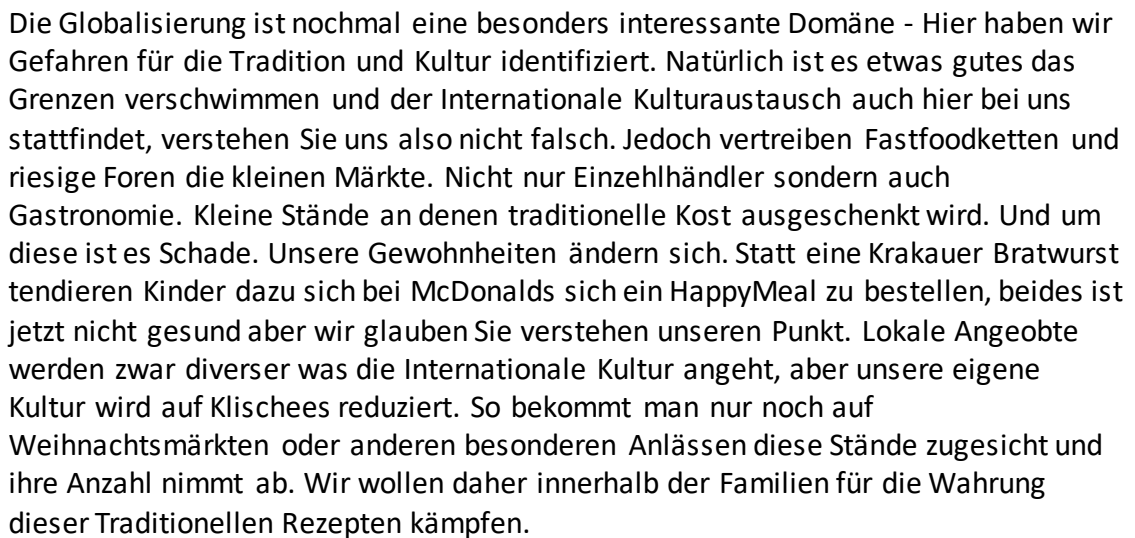 Die Globalisierung ist nochmal eine besonders interessante Domäne - Hier haben wir
Gefahren für die Tradition und Kultur identifiziert. Natürlich ist es etwas gutes das
Grenzen verschwimmen und der Internationale Kulturaustausch auch hier bei uns
stattfindet, verstehen Sie uns also nicht falsch. Jedoch vertreiben Fastfoodketten und
riesige Foren die kleinen Märkte. Nicht nur Einzehlhändler sondern auch
Gastronomie. Kleine Stände an denen traditionelle Kost ausgeschenkt wird. Und um
diese ist es Schade. Unsere Gewohnheiten ändern sich. Statt eine Krakauer Bratwurst
tendieren Kinder dazu sich bei McDonalds sich ein HappyMeal zu bestellen, beides ist
jetzt nicht gesund aber wir glauben Sie verstehen unseren Punkt. Lokale Angeobte
werden zwar diverser was die Internationale Kultur angeht, aber unsere eigene
Kultur wird auf Klischees reduziert. So bekommt man nur noch auf
Weihnachtsmärkten oder anderen besonderen Anlässen diese Stände zugesicht und
ihre Anzahl nimmt ab. Wir wollen daher innerhalb der Familien für die Wahrung
dieser Traditionellen Rezepten kämpfen.